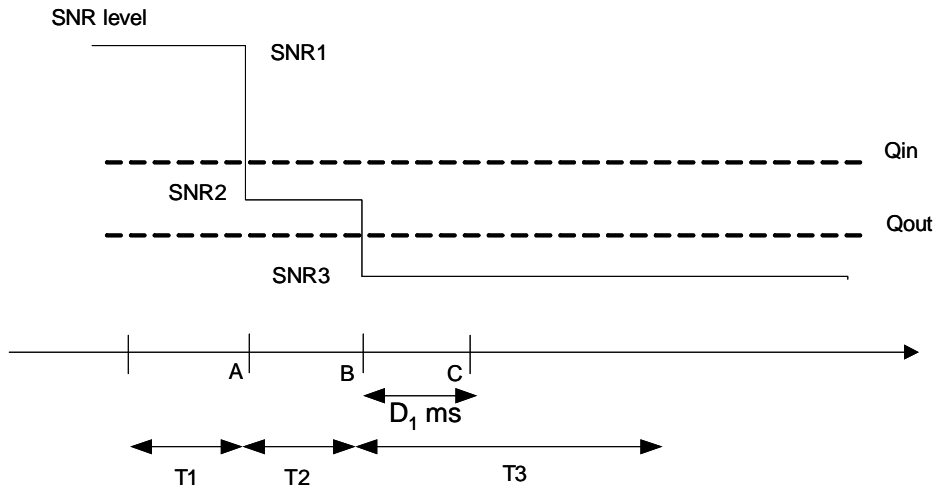 SNR level
SNR1
Qin
SNR2
Qout
SNR3
A
B
C
D₁ ms
T1
T2
T3